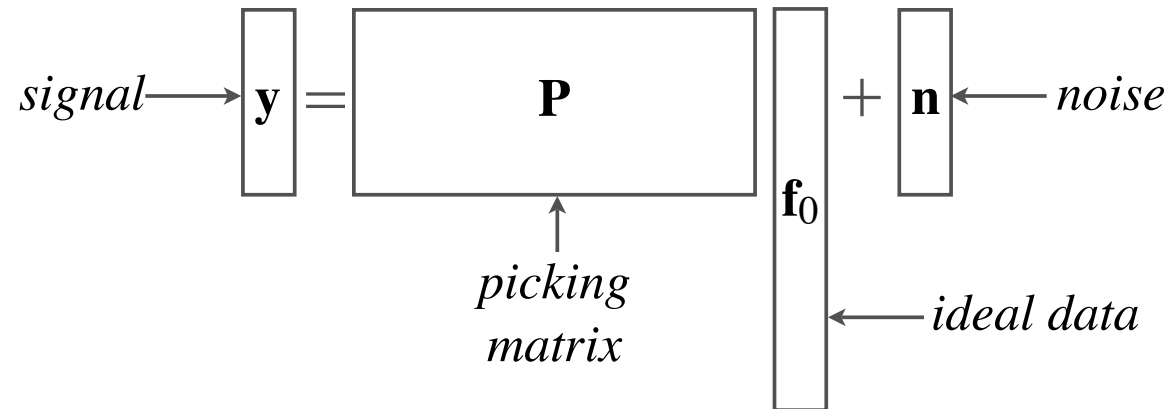 signal y = P f₀ + n noise
picking
matrix
ideal data